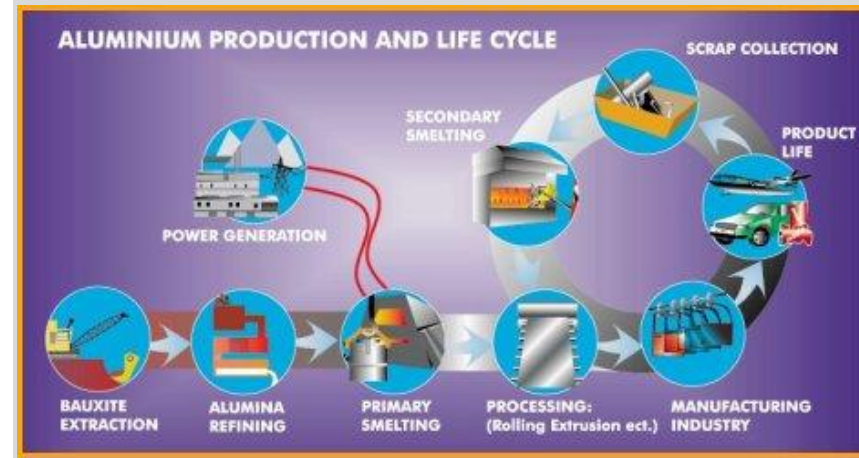 ALUMINIUM PRODUCTION AND LIFE CYCLE
SCRAP COLLECTION
SECONDARY
SMELTING
PRODUCT
LIFE
POWER GENERATION
BAUXITE
EXTRACTION
ALUMINA
REFINING
PRIMARY
SMELTING
PROCESSING:
(Rolling Extrusion ect.)
MANUFACTURING
INDUSTRY